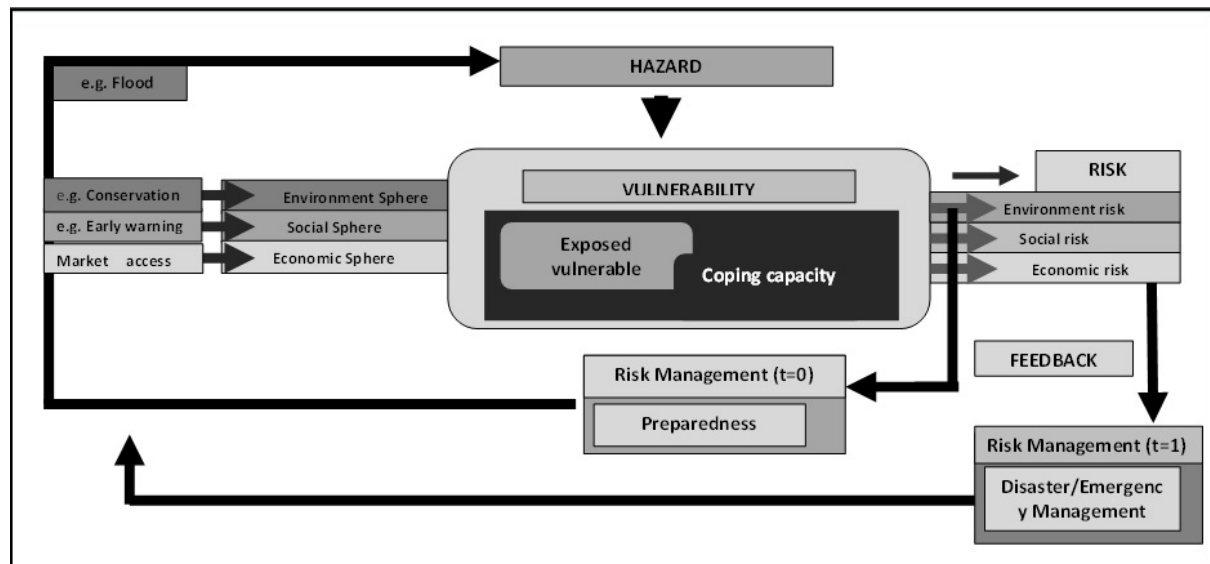 HAZARD
e.g. Flood
VULNERABILITY
RISK
e.g. Conservation
Environment Sphere
Environment risk
e.g. Early warning
Social Sphere
Social risk
Market access
Economic Sphere
Economic risk
Exposed
vulnerable
Coping capacity
FEEDBACK
Risk Management (t=0)
Preparedness
Risk Management (t=1)
Disaster/Emergenc
y Management